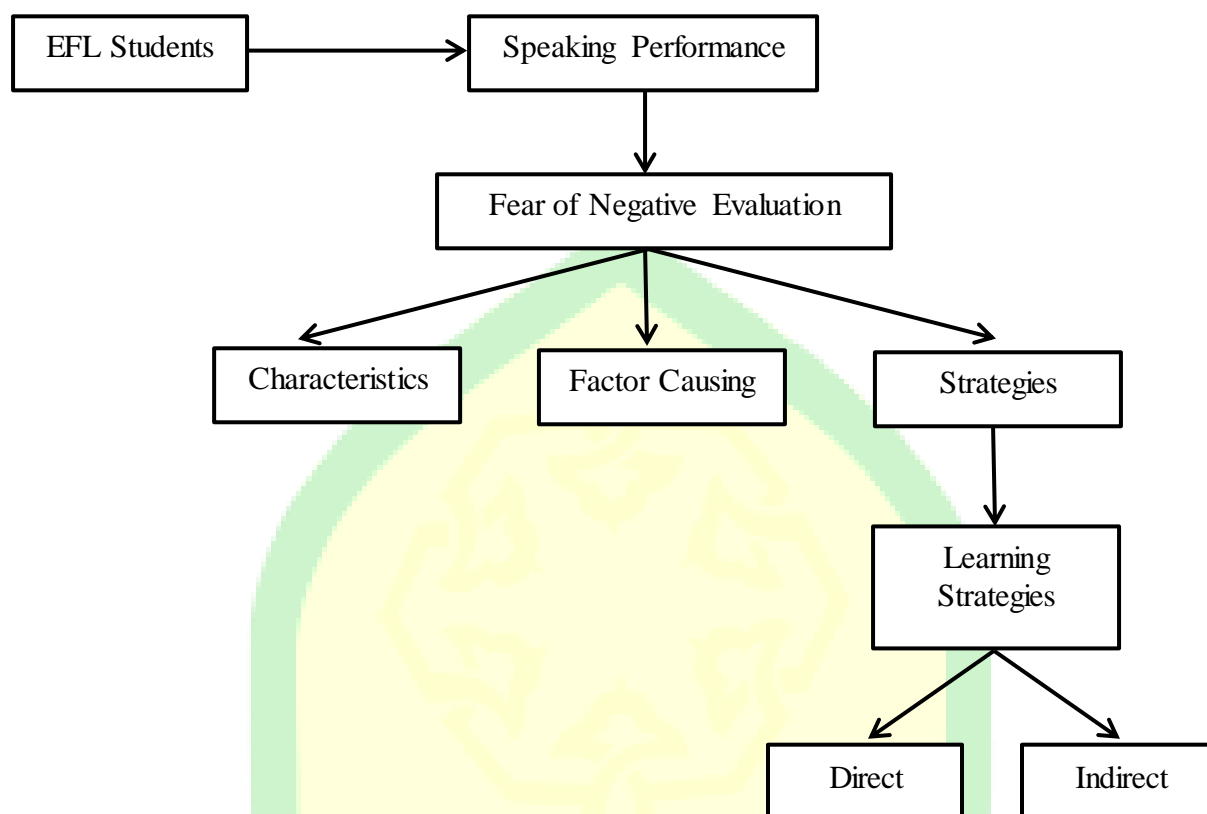 EFL Students
Speaking Performance
Fear of Negative Evaluation
Characteristics
Factor Causing
Strategies
Learning
Strategies
Direct
Indirect